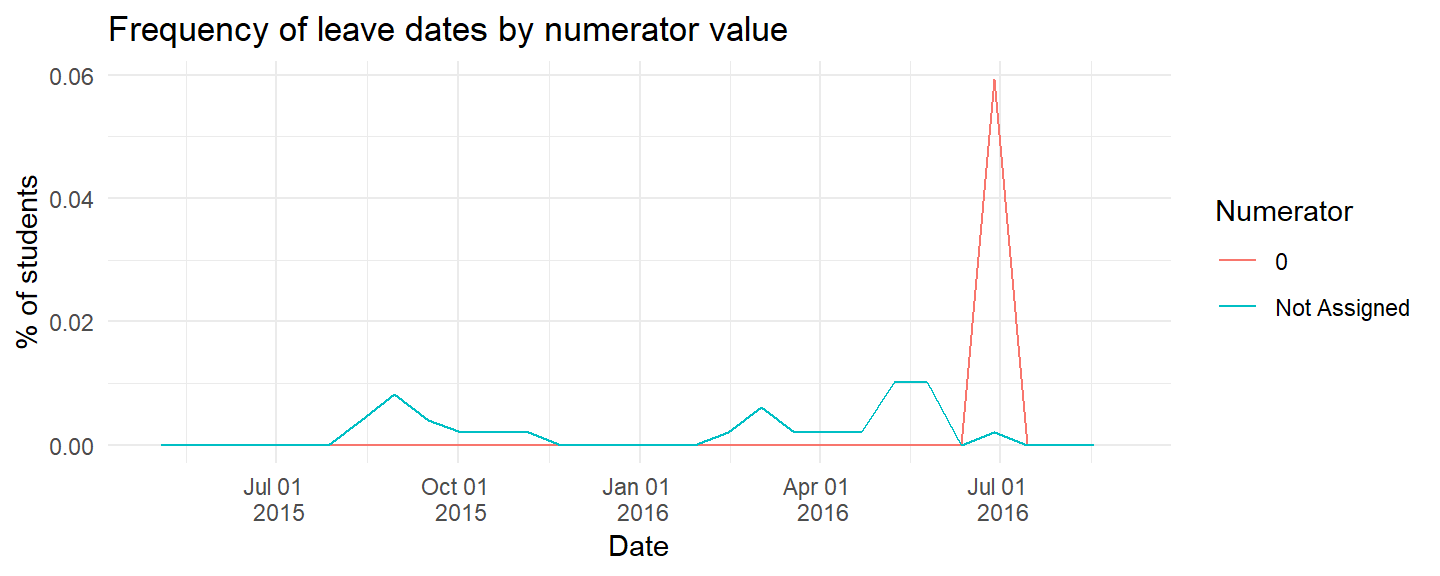 Frequency of leave dates by numerator value
0.06
0.04
0.02
0.00
% of students
Jul 01
2015
Oct 01
2015
Jan 01
2016
Apr 01
2016
Jul 01
2016
Date
Numerator
0
Not Assigned